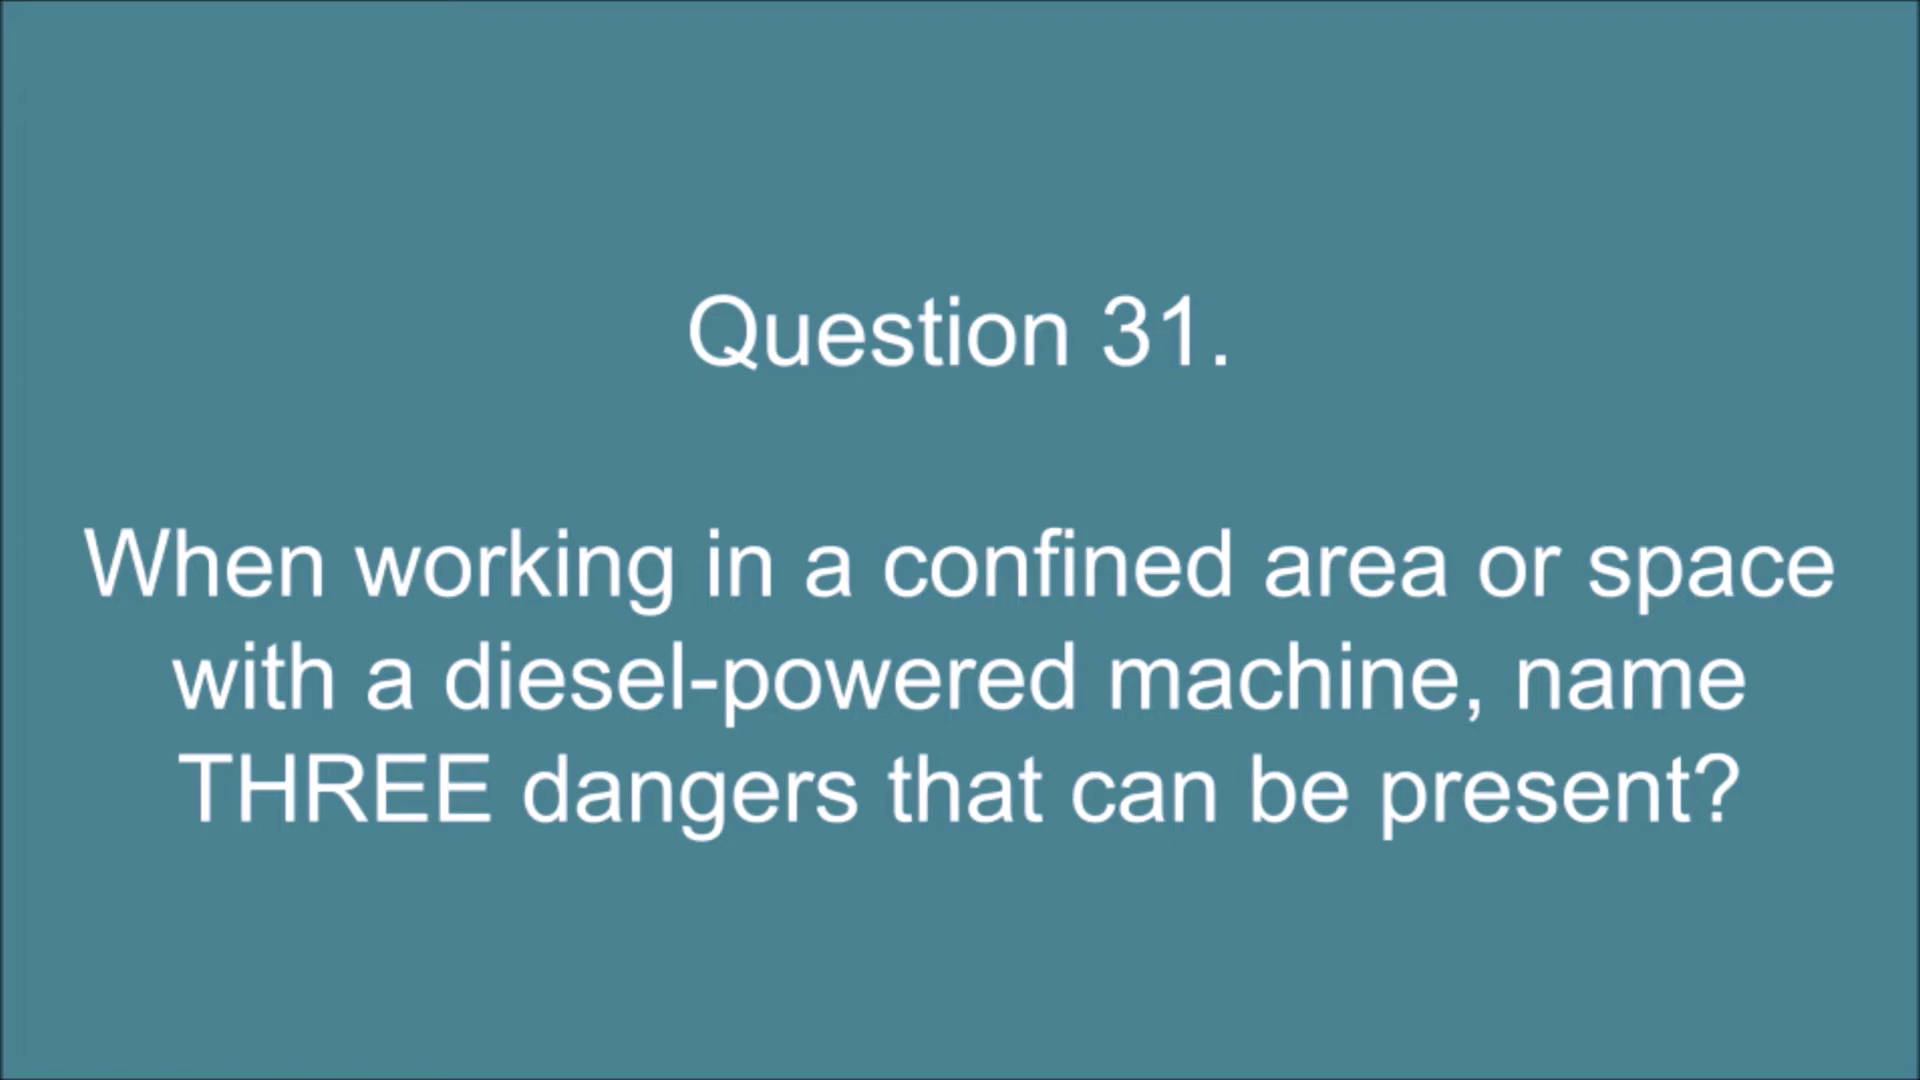 Question 31.
When working in a confined area or space
with a diesel-powered machine, name
THREE dangers that can be present?